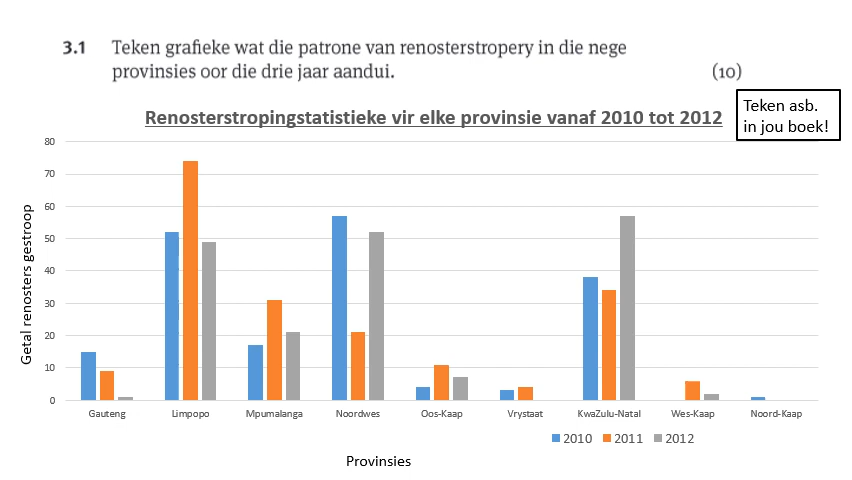 3.1 Teken grafieke wat die patrone van renosterstropery in die nege
provinsies oor die drie jaar aandui. (10)
Teken asb.
in jou boek!
Renosterstropingstatistieke vir elke provinsie vanaf 2010 tot 2012
Getal renosters gestroop
80
70
60
50
40
30
20
10
0
Gauteng Limpopo Mpumalanga Noordwes Oos-Kaap Vrystaat KwaZulu-Natal Wes-Kaap Noord-Kaap
2010 2011 2012
Provinsies